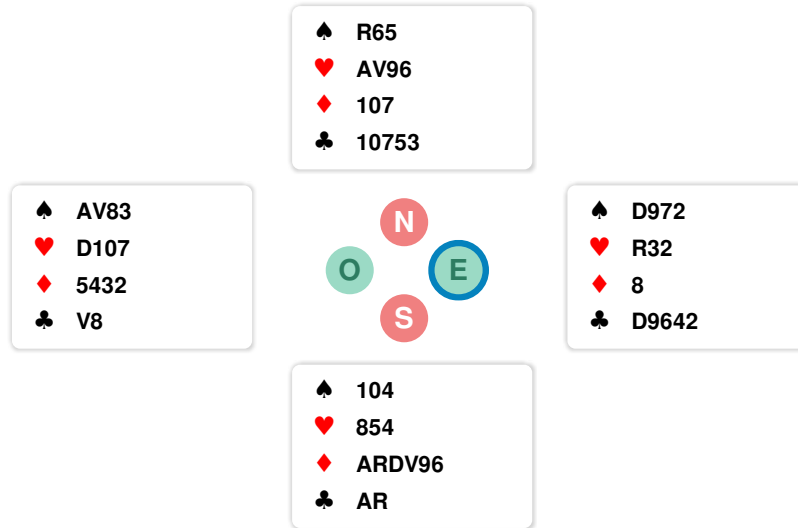 ♠ R65
♥ AV96
♦ 107
♣ 10753
♠ AV83
♥ D107
♦ 5432
♣ V8
N
O E
S
♠ D972
♥ R32
♦ 8
♣ D9642
♠ 104
♥ 854
♦ ARDV96
♣ AR